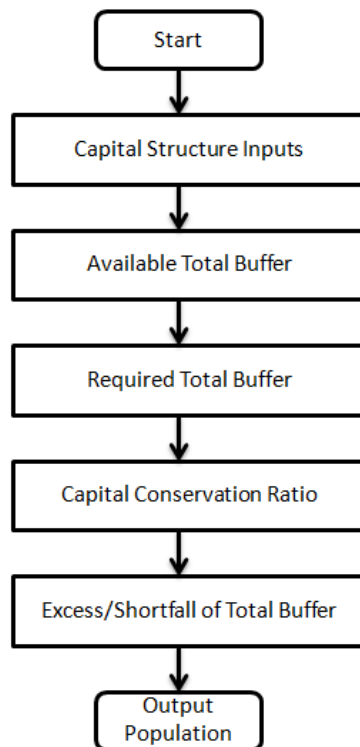 Start
Capital Structure Inputs
Available Total Buffer
Required Total Buffer
Capital Conservation Ratio
Excess/Shortfall of Total Buffer
Output
Population